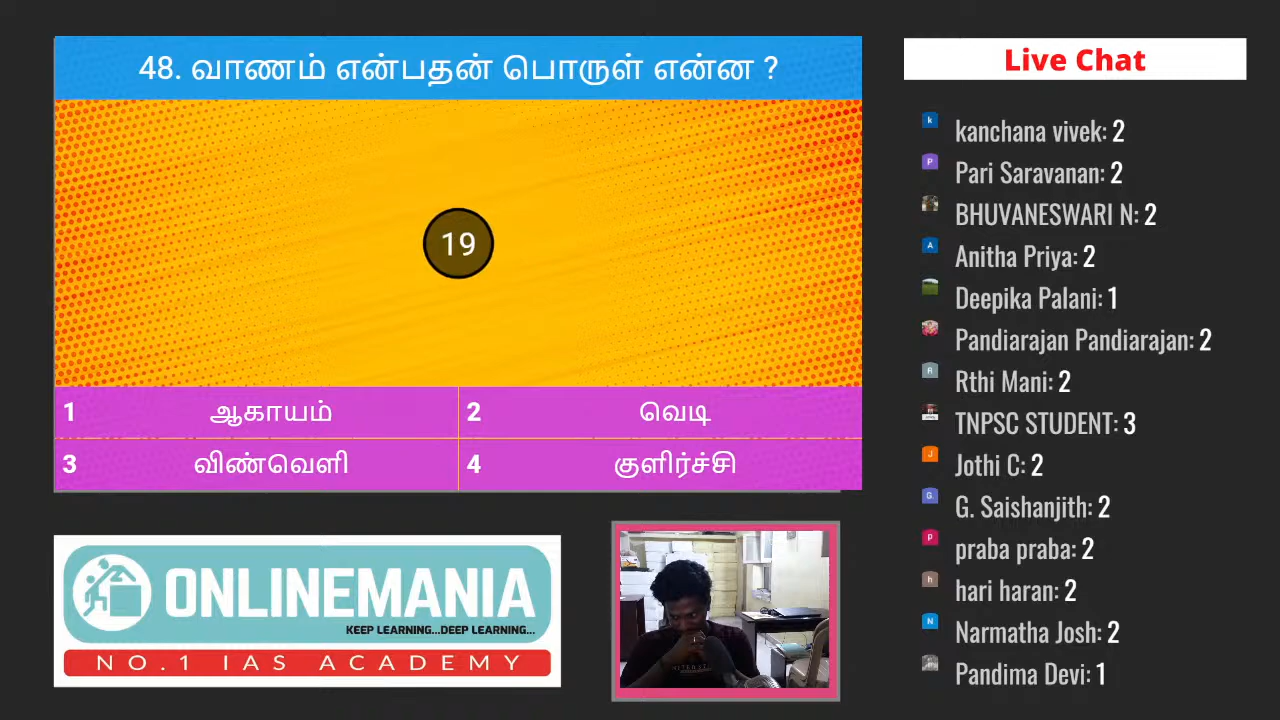 48. வாணம் என்பதன் பொருள் என்ன ?
19
1 ஆகாயம்
2 வெடி
3 விண்வெளி
4 குளிர்ச்சி
ONLINEMANIA
KEEP LEARNING...DEEP LEARNING...
NO.1 IAS ACADEMY
Live Chat
kanchana vivek: 2
Pari Saravanan: 2
BHUVANESWARI N: 2
Anitha Priya: 2
Deepika Palani: 1
Pandiarajan Pandiarajan: 2
Rthi Mani: 2
TNPSC STUDENT: 3
Jothi C: 2
G. Saishanjith: 2
praba praba: 2
hari haran: 2
Narmatha Josh: 2
Pandima Devi: 1